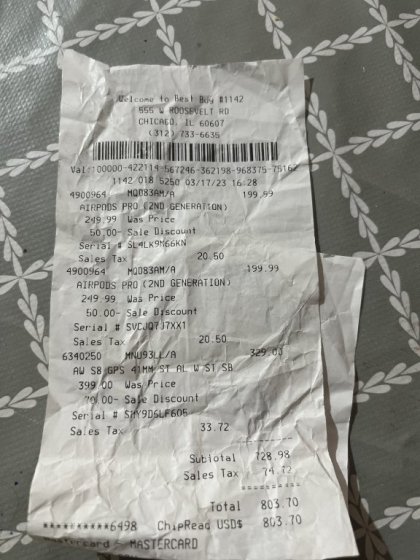 Welcome to Best Buy #1142
555 W ROOSEVELT RD
CHICAGO, IL 60607
(312) 733-6635
Val:100000-422114-567246-362198-968375-75162
1142 018 5250 03/17/23 16:28
4900964 MQD83AM/A 199.99
AIRPODS PRO (2ND GENERATION)
249.99 Was Price
50.00- Sale Discount
Serial # SL4LK9M66KN
Sales Tax 20.50
4900964 MQD83AM/A 199.99
AIRPODS PRO (2ND GENERATION)
249.99 Was Price
50.00- Sale Discount
Serial # SVCJQ7J7XX1
Sales Tax 20.50
6340250 MNU93LL/A 329.00
AW S8 GPS 41MM ST AL W ST SB
399.00 Was Price
70.00- Sale Discount
Serial # SMY9DSLF605
Sales Tax 33.72
Subtotal 728.98
Sales Tax 74.72
Total 803.70
**********6498 ChipRead USD$ 803.70
Mastercard - MASTERCARD